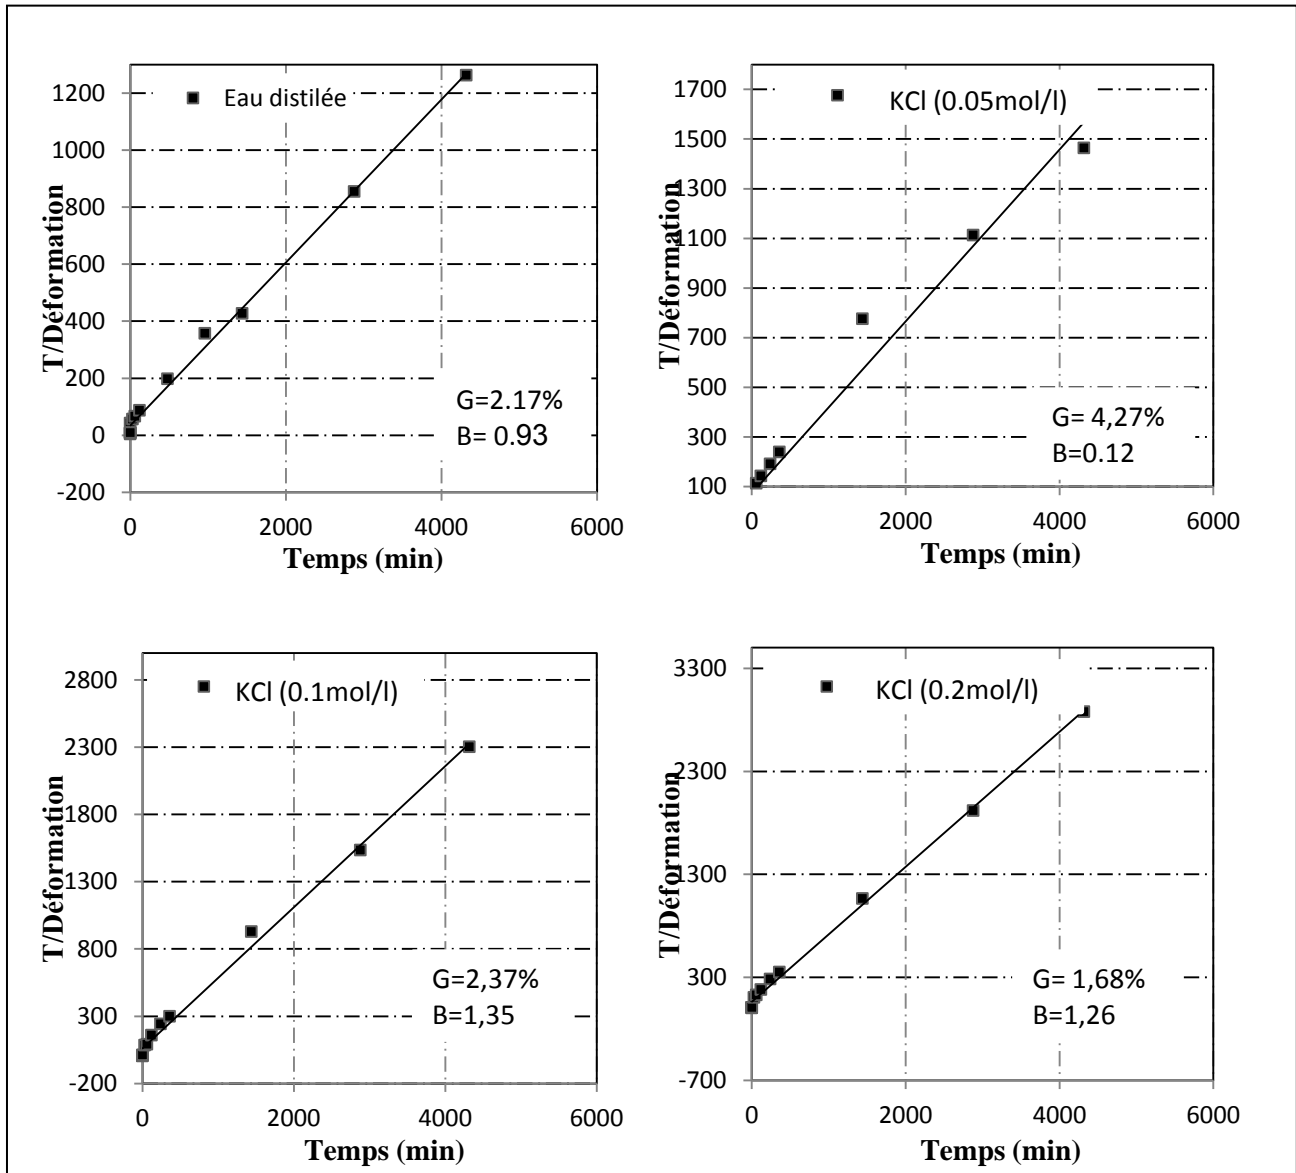 Eau distilée
1200
1000
800
600
400
200
0
-200
T/Déformation
G=2.17%
B= 0.93
0 2000 4000 6000
Temps (min)
KCl (0.05mol/l)
1700
1500
1300
1100
900
700
500
300
100
T/Déformation
G= 4,27%
B=0.12
0 2000 4000 6000
Temps (min)
KCl (0.1mol/l)
2800
2300
1800
1300
800
300
-200
T/Déformation
G=2,37%
B=1,35
0 2000 4000 6000
Temps (min)
KCl (0.2mol/l)
3300
2300
1300
300
-700
T/Déformation
G= 1,68%
B=1,26
0 2000 4000 6000
Temps (min)